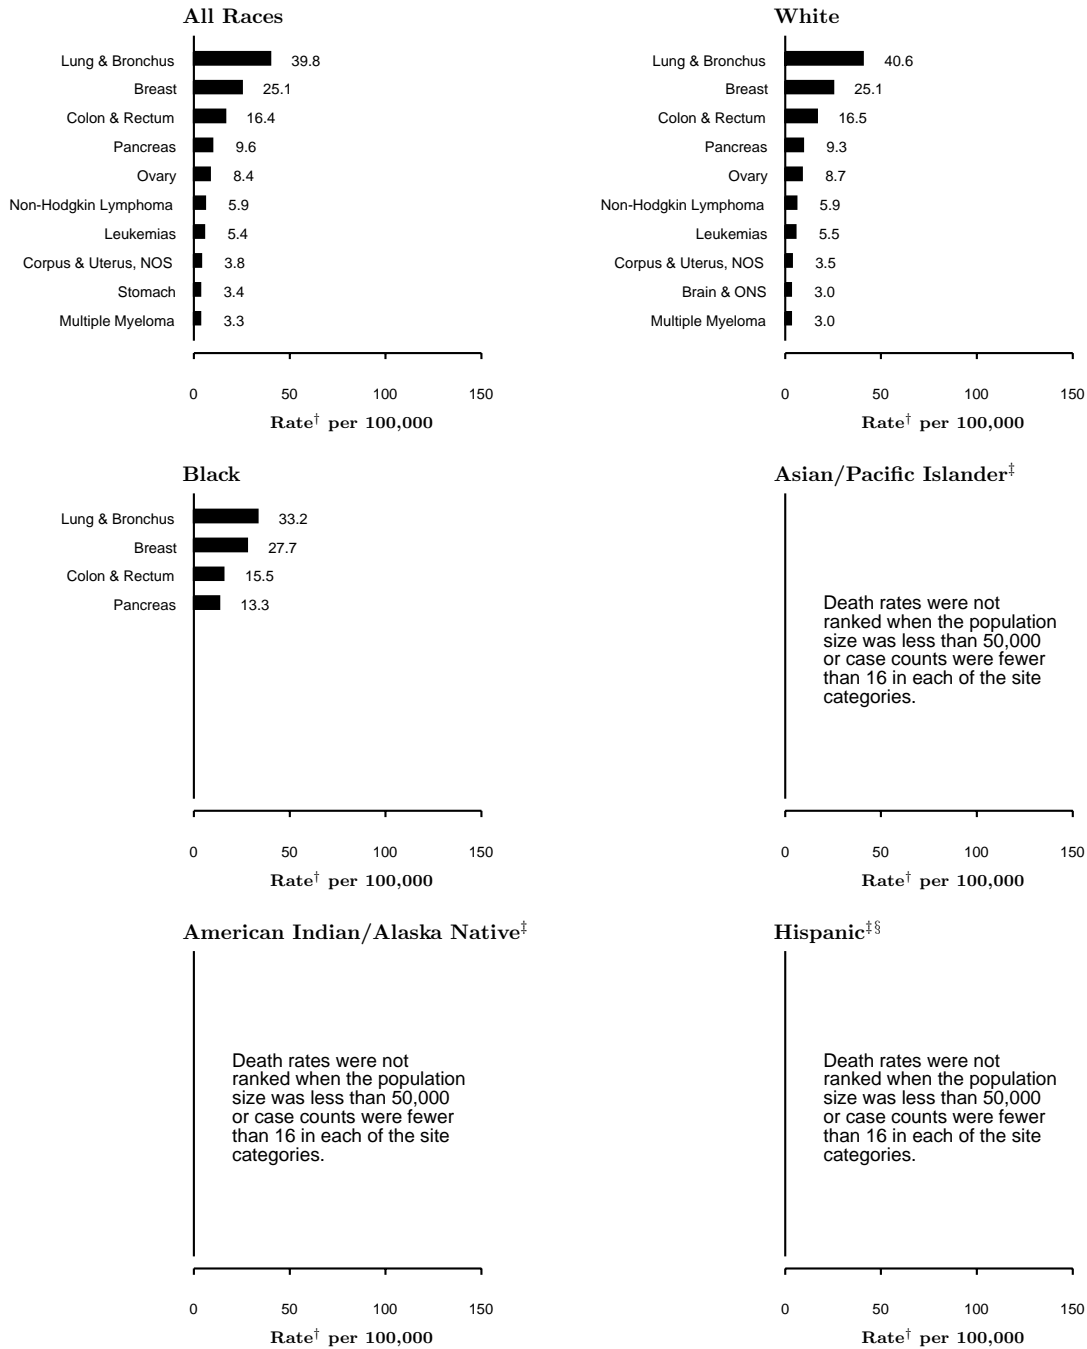 All Races
Lung & Bronchus 39.8
Breast 25.1
Colon & Rectum 16.4
Pancreas 9.6
Ovary 8.4
Non-Hodgkin Lymphoma 5.9
Leukemias 5.4
Corpus & Uterus, NOS 3.8
Stomach 3.4
Multiple Myeloma 3.3
0 50 100 150
Rate† per 100,000
White
Lung & Bronchus 40.6
Breast 25.1
Colon & Rectum 16.5
Pancreas 9.3
Ovary 8.7
Non-Hodgkin Lymphoma 5.9
Leukemias 5.5
Corpus & Uterus, NOS 3.5
Brain & ONS 3.0
Multiple Myeloma 3.0
0 50 100 150
Rate† per 100,000
Black
Lung & Bronchus 33.2
Breast 27.7
Colon & Rectum 15.5
Pancreas 13.3
0 50 100 150
Rate† per 100,000
Asian/Pacific Islander‡
Death rates were not
ranked when the population
size was less than 50,000
or case counts were fewer
than 16 in each of the site
categories.
0 50 100 150
Rate† per 100,000
American Indian/Alaska Native‡
Death rates were not
ranked when the population
size was less than 50,000
or case counts were fewer
than 16 in each of the site
categories.
0 50 100 150
Rate† per 100,000
Hispanic‡§
Death rates were not
ranked when the population
size was less than 50,000
or case counts were fewer
than 16 in each of the site
categories.
0 50 100 150
Rate† per 100,000